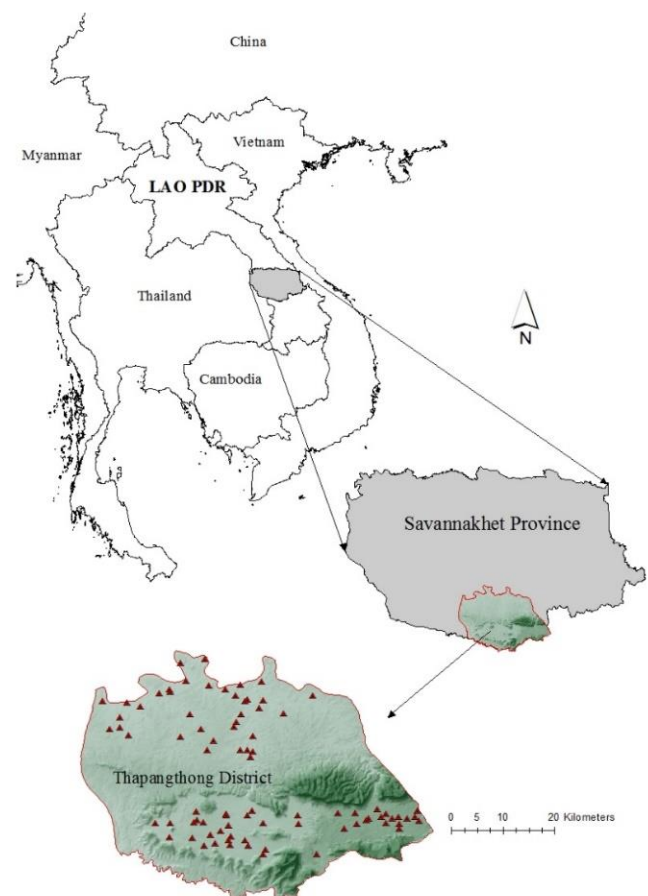 China
Vietnam
Myanmar
LAO PDR
Thailand
N
Cambodia
Savannakhet Province
Thapangthong District
0 5 10 20 Kilometers